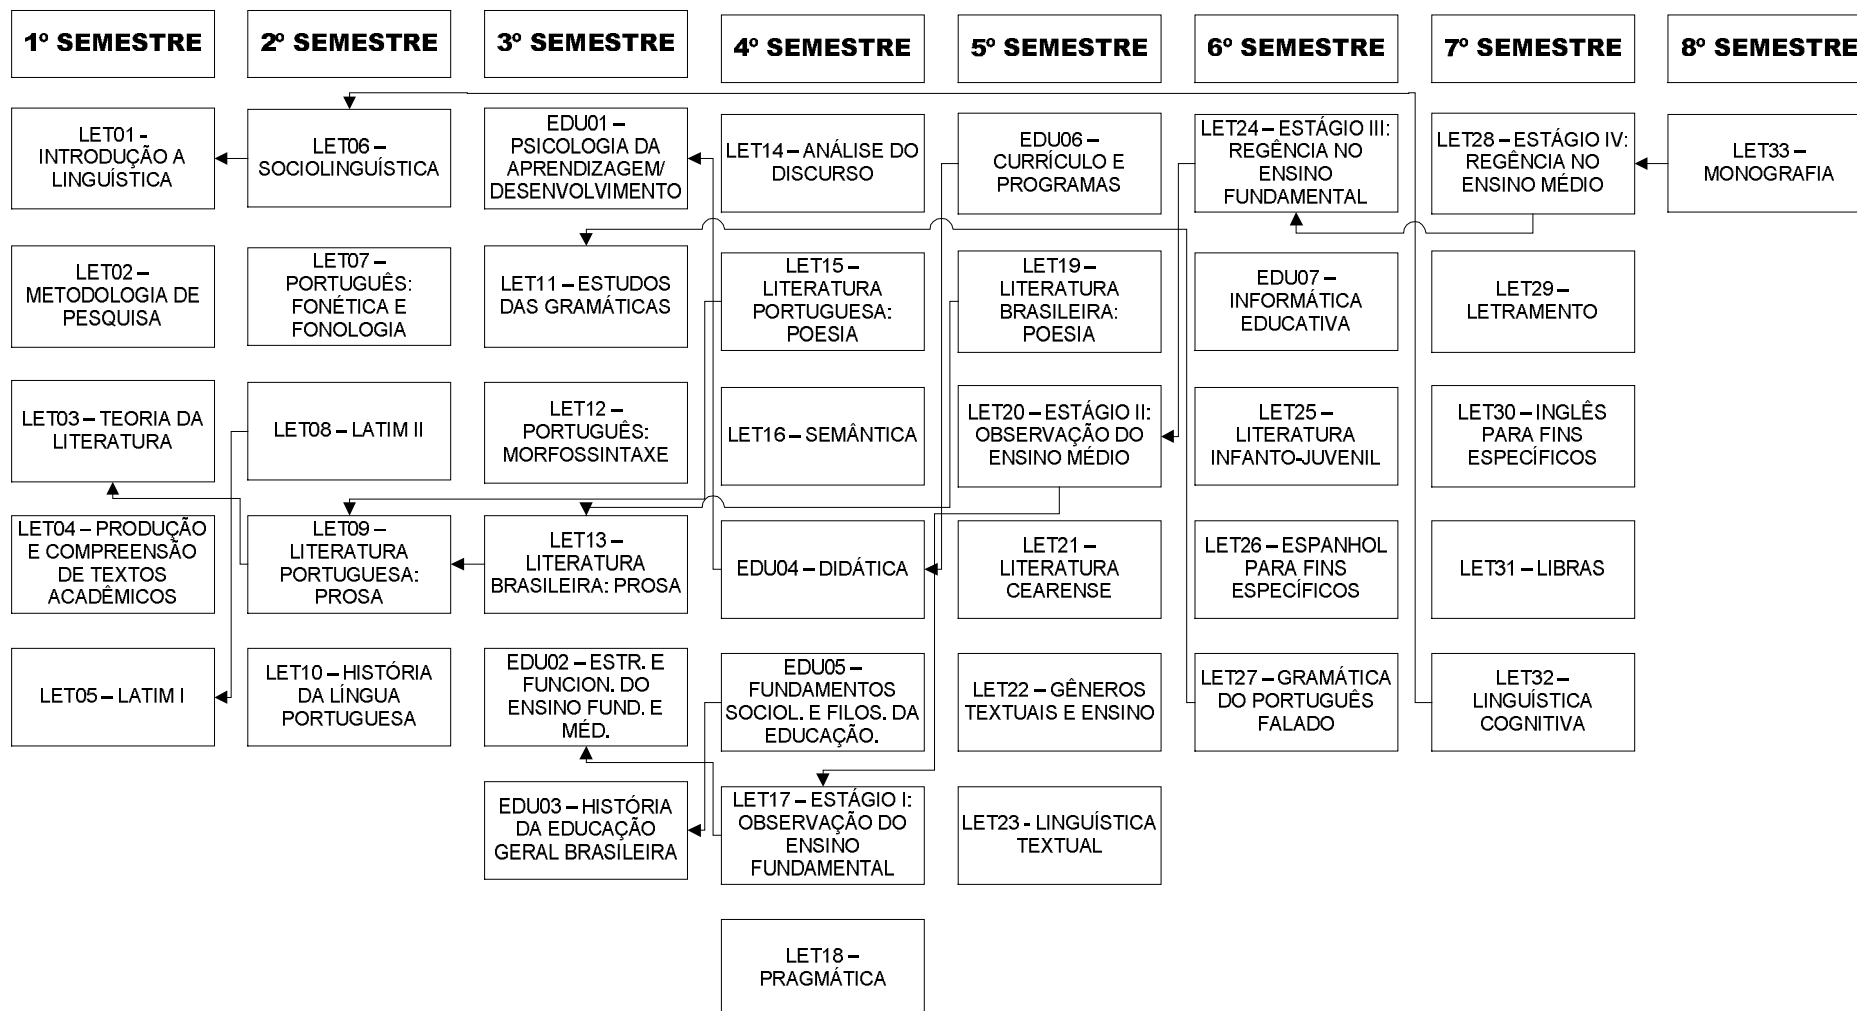 1º SEMESTRE
2º SEMESTRE
3º SEMESTRE
4º SEMESTRE
5º SEMESTRE
6º SEMESTRE
7º SEMESTRE
8º SEMESTRE
LET01 -
INTRODUÇÃO A
LINGUÍSTICA
LET06 –
SOCIOLINGUÍSTICA
EDU01 –
PSICOLOGIA DA
APRENDIZAGEM/
DESENVOLVIMENTO
LET14 – ANÁLISE DO
DISCURSO
EDU06 –
CURRÍCULO E
PROGRAMAS
LET24 – ESTÁGIO III:
REGÊNCIA NO
ENSINO
FUNDAMENTAL
LET28 – ESTÁGIO IV:
REGÊNCIA NO
ENSINO MÉDIO
LET33 –
MONOGRAFIA
LET02 –
METODOLOGIA DE
PESQUISA
LET07 –
PORTUGUÊS:
FONÉTICA E
FONOLOGIA
LET11 – ESTUDOS
DAS GRAMÁTICAS
LET15 –
LITERATURA
PORTUGUESA:
POESIA
LET19 –
LITERATURA
BRASILEIRA:
POESIA
EDU07 –
INFORMÁTICA
EDUCATIVA
LET29 –
LETRAMENTO
LET03 – TEORIA DA
LITERATURA
LET08 – LATIM II
LET12 –
PORTUGUÊS:
MORFOSSINTAXE
LET16 – SEMÂNTICA
LET20 – ESTÁGIO II:
OBSERVAÇÃO DO
ENSINO MÉDIO
LET25 –
LITERATURA
INFANTO-JUVENIL
LET30 – INGLÊS
PARA FINS
ESPECÍFICOS
LET04 – PRODUÇÃO
E COMPREENSÃO
DE TEXTOS
ACADÊMICOS
LET09 –
LITERATURA
PORTUGUESA:
PROSA
LET13 –
LITERATURA
BRASILEIRA: PROSA
EDU04 – DIDÁTICA
LET21 –
LITERATURA
CEARENSE
LET26 – ESPANHOL
PARA FINS
ESPECÍFICOS
LET31 – LIBRAS
LET05 – LATIM I
LET10 – HISTÓRIA
DA LÍNGUA
PORTUGUESA
EDU02 – ESTR. E
FUNCION. DO
ENSINO FUND. E
MÉD.
EDU05 –
FUNDAMENTOS
SOCIOL. E FILOS. DA
EDUCAÇÃO.
LET22 – GÊNEROS
TEXTUAIS E ENSINO
LET27 – GRAMÁTICA
DO PORTUGUÊS
FALADO
LET32 –
LINGUÍSTICA
COGNITIVA
EDU03 – HISTÓRIA
DA EDUCAÇÃO
GERAL BRASILEIRA
LET17 – ESTÁGIO I:
OBSERVAÇÃO DO
ENSINO
FUNDAMENTAL
LET23 - LINGUÍSTICA
TEXTUAL
LET18 –
PRAGMÁTICA